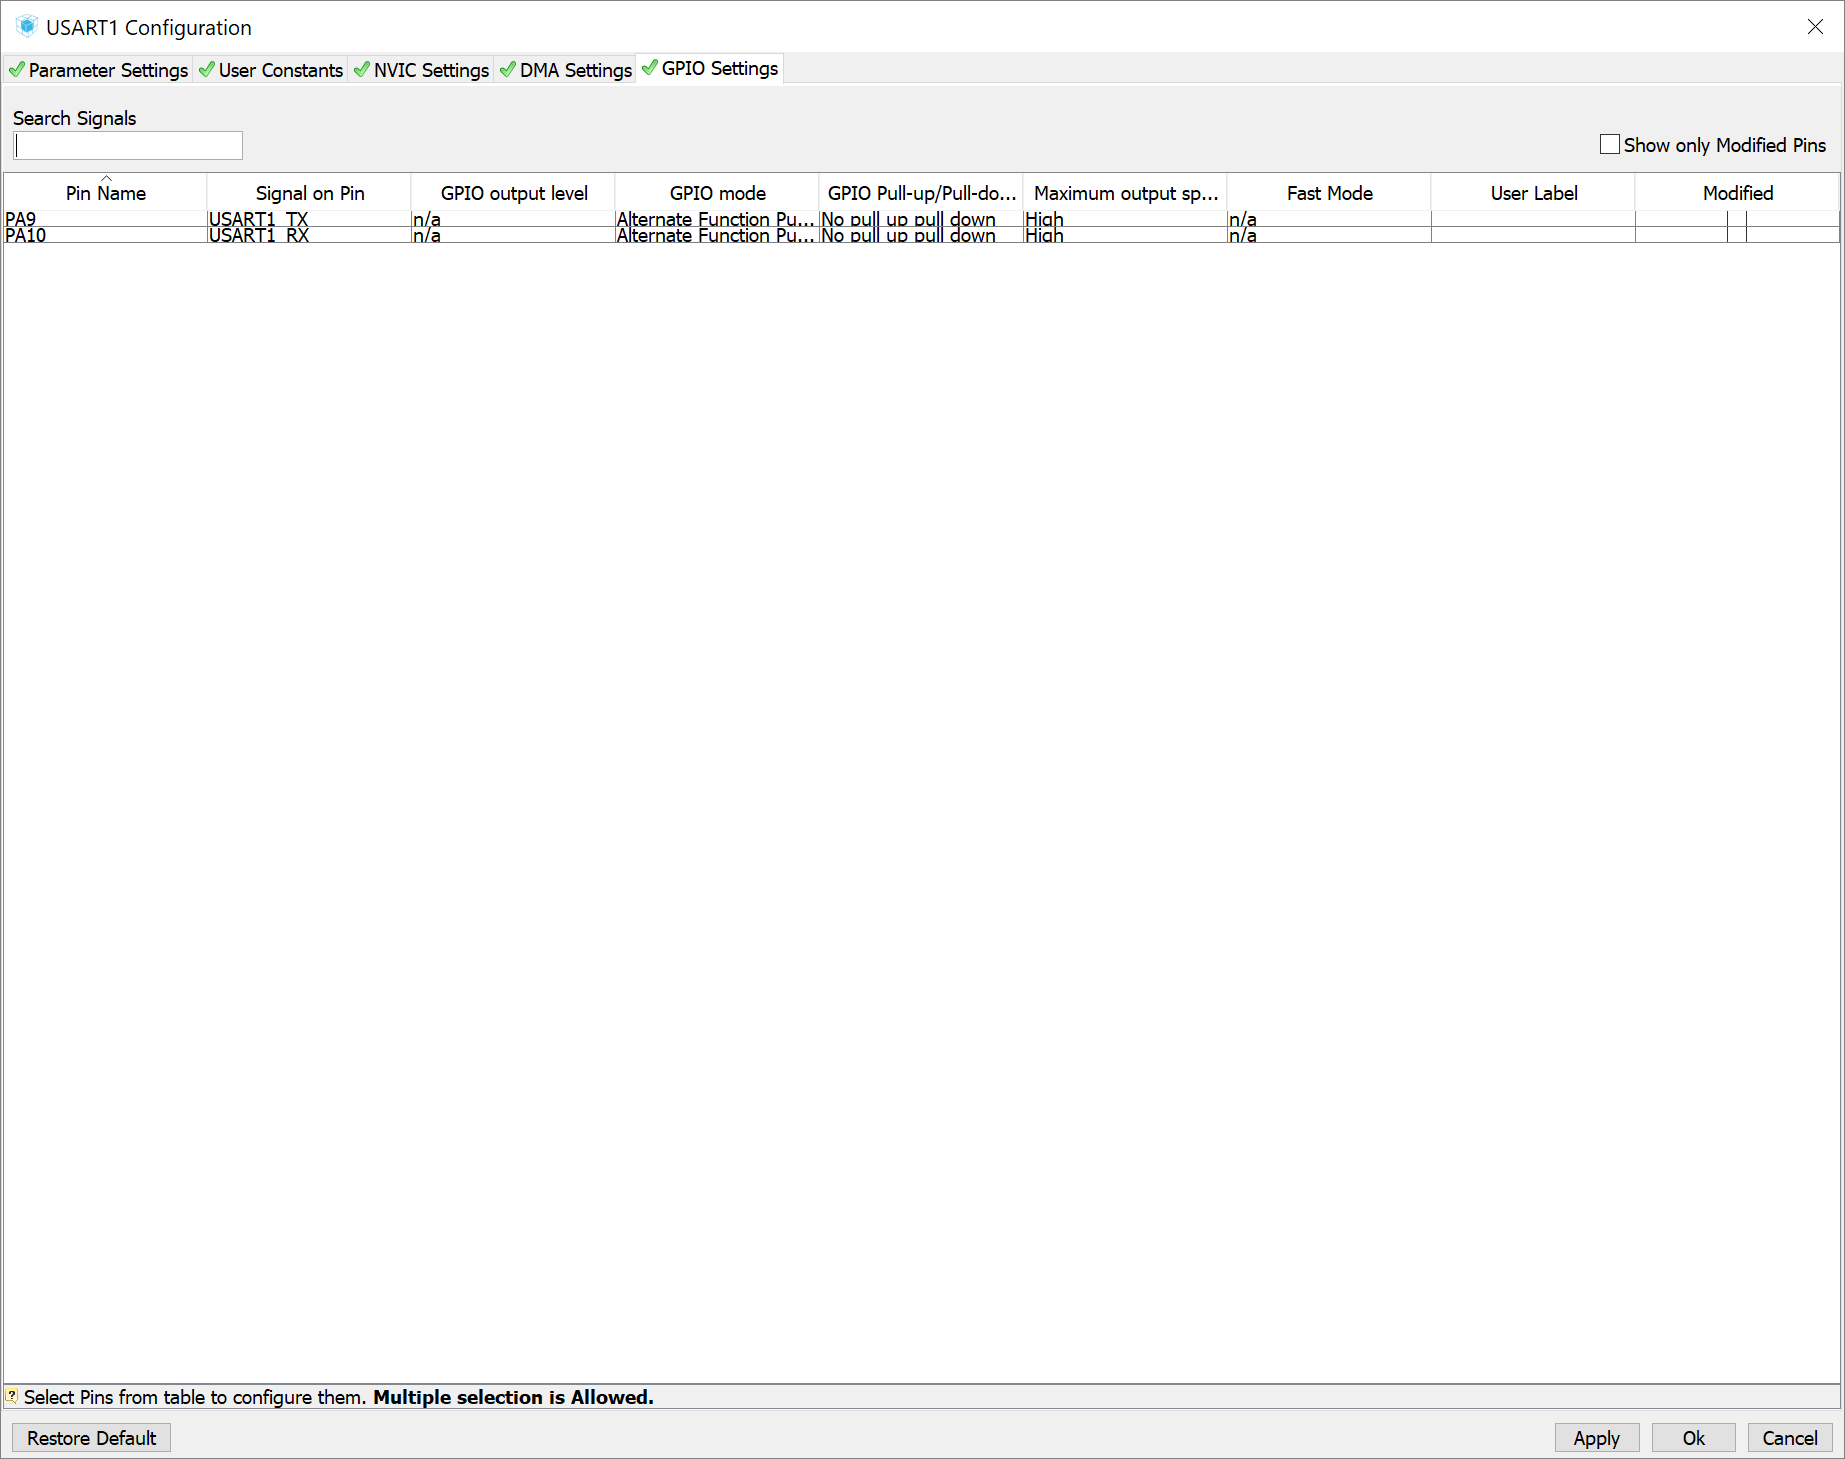 USART1 Configuration
Parameter Settings User Constants NVIC Settings DMA Settings GPIO Settings
Search Signals
Show only Modified Pins
Pin Name Signal on Pin GPIO output level GPIO mode GPIO Pull-up/Pull-do... Maximum output sp... Fast Mode User Label Modified
PA9 USART1_TX n/a Alternate Function Pu... No pull up pull down High n/a
PA10 USART1_RX n/a Alternate Function Pu... No pull up pull down High n/a
? Select Pins from table to configure them. Multiple selection is Allowed.
Restore Default Apply Ok Cancel